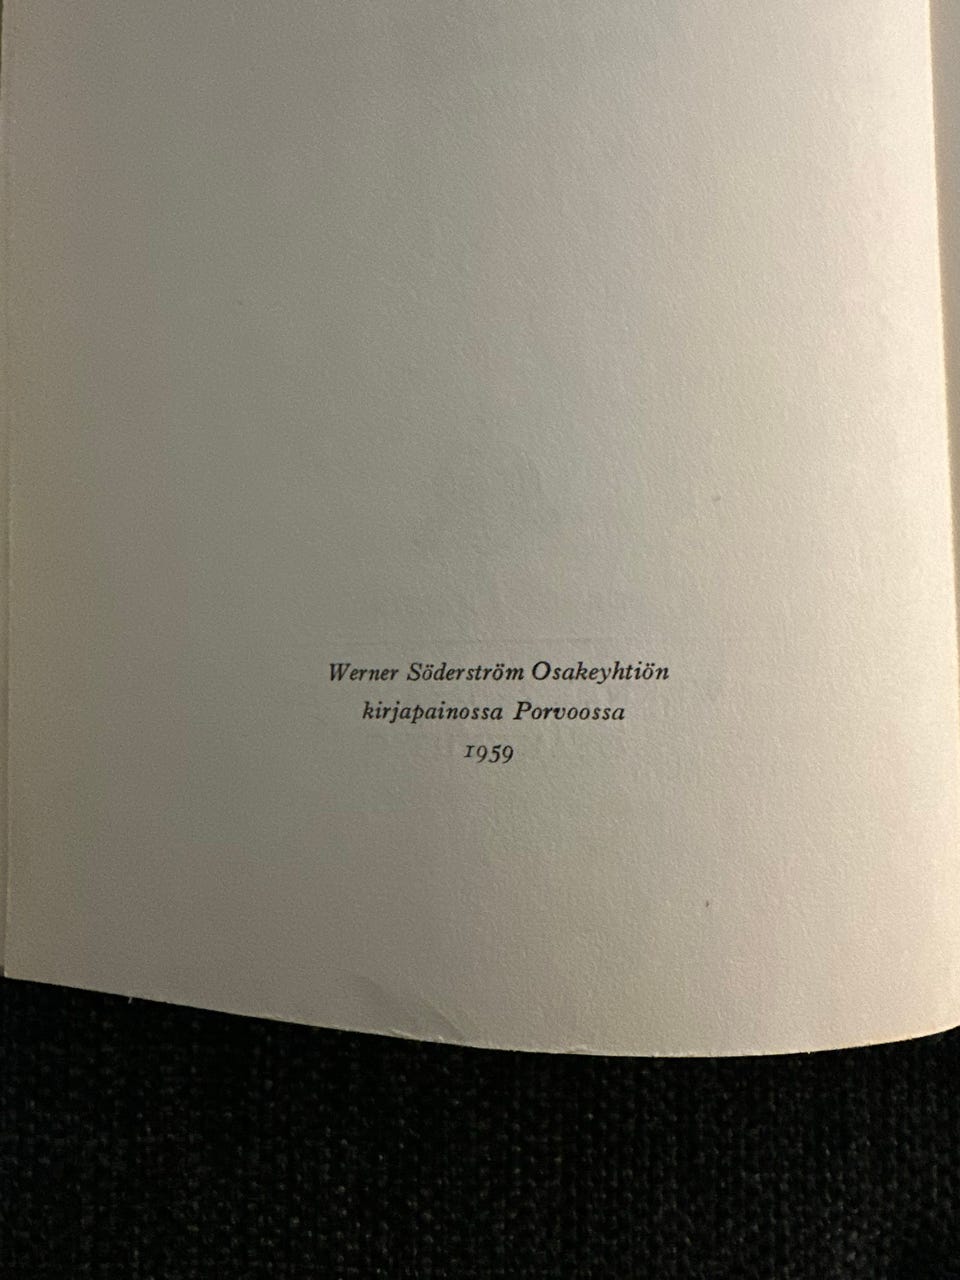 Werner Söderström Osakeyhtiön
kirjapainossa Porvoossa
1959